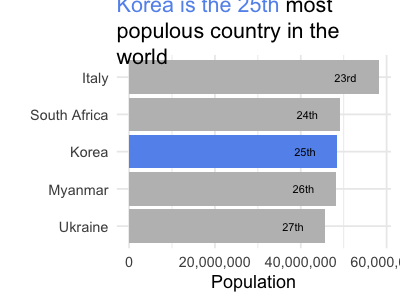 Korea is the 25th most
populous country in the
world
Italy
23rd
South Africa
24th
Korea
25th
Myanmar
26th
Ukraine
27th
0
20,000,000
40,000,000
60,000,0
Population